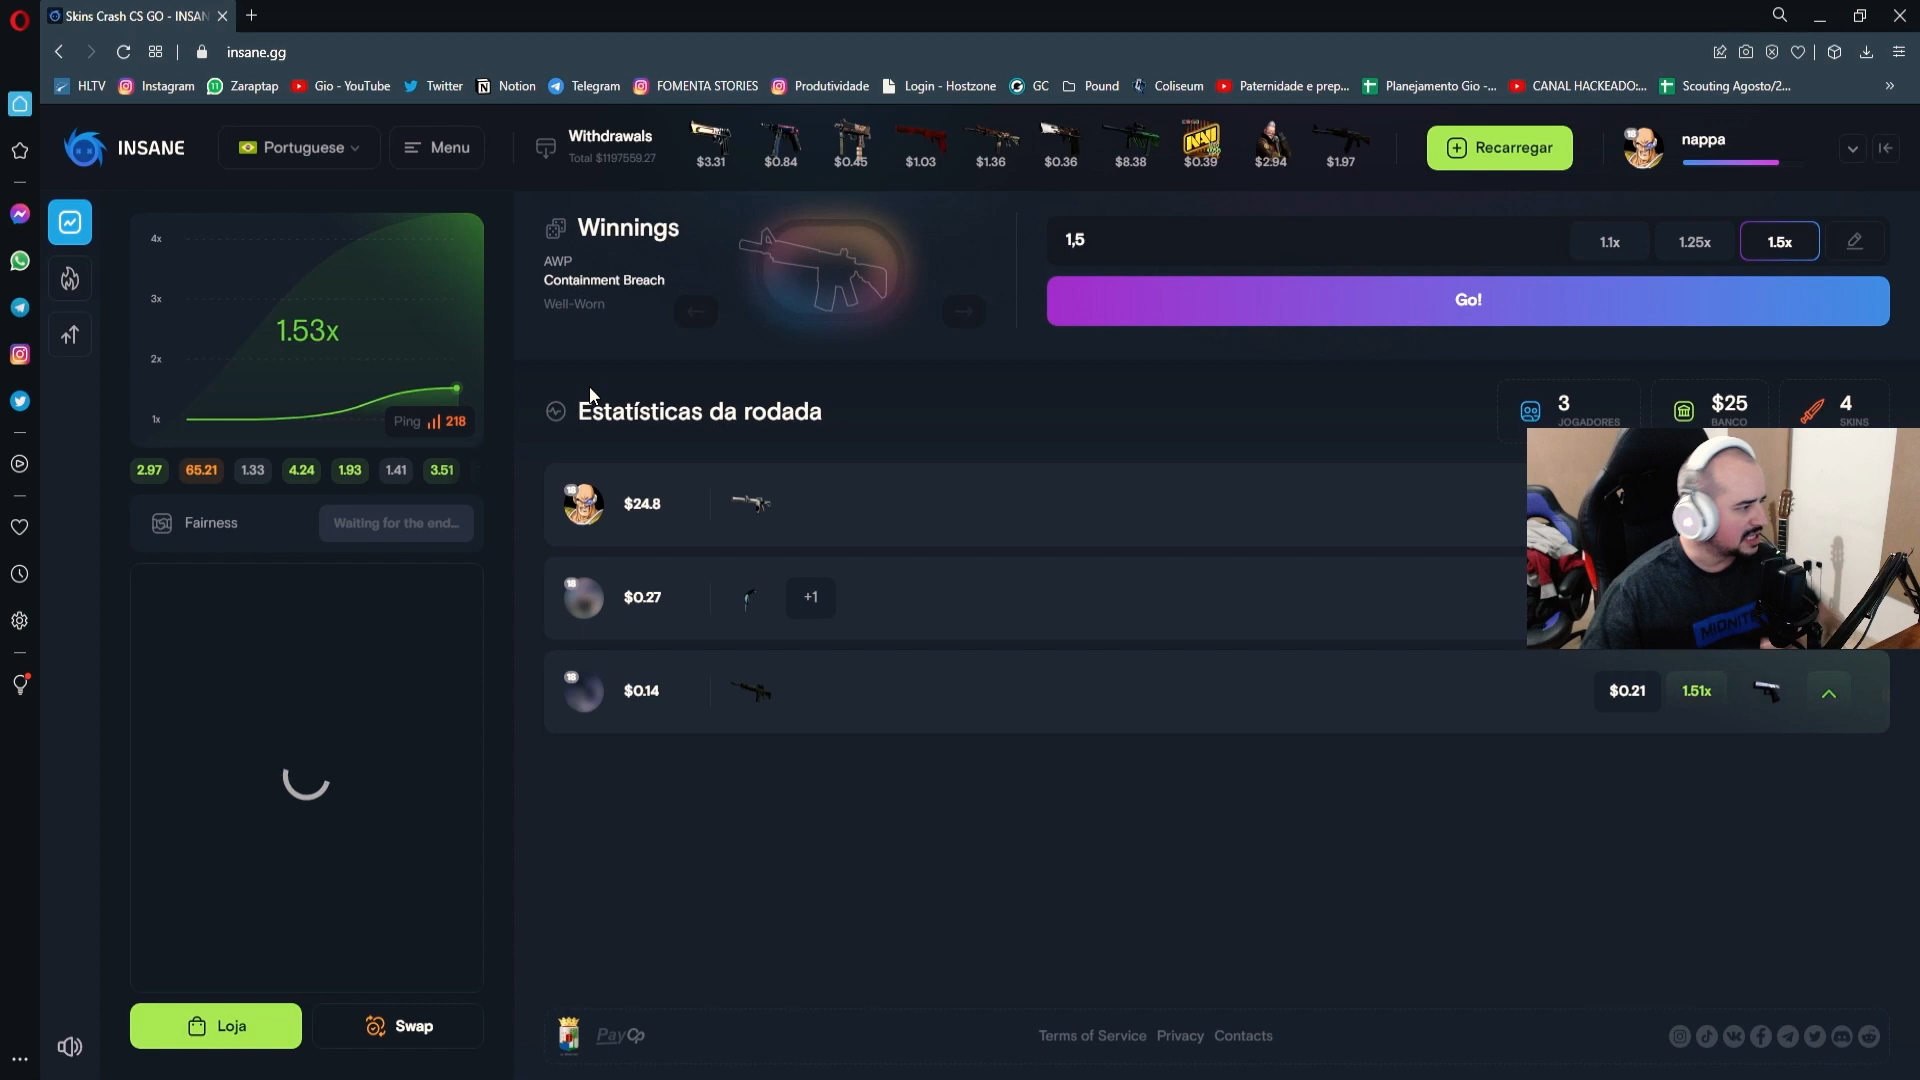 Skins Crash CS GO - INSAN
insane.gg
HLTV Instagram Zaraptap Gio - YouTube Twitter Notion Telegram FOMENTA STORIES Produtividade Login - Hostzone GC Pound Coliseum Paternidade e prep... Planejamento Gio -... CANAL HACKEADO:... Scouting Agosto/2... »
INSANE
Portuguese
Menu
Withdrawals
Total $1197559.27
$3.31 $0.84 $0.45 $1.03 $1.36 $0.36 $8.38 $0.39 $2.94 $1.97
Recarregar
18
nappa
4x
3x
2x
1x
1.53x
Ping 218
2.97 65.21 1.33 4.24 1.93 1.41 3.51
Fairness
Waiting for the end...
Loja
Swap
Winnings
AWP
Containment Breach
Well-Worn
1,5
1.1x 1.25x 1.5x
Go!
Estatísticas da rodada
3
JOGADORES
$25
BANCO
4
SKINS
18
$24.8
18
$0.27
+1
18
$0.14
$0.21
1.51x
PayOp
Terms of Service Privacy Contacts